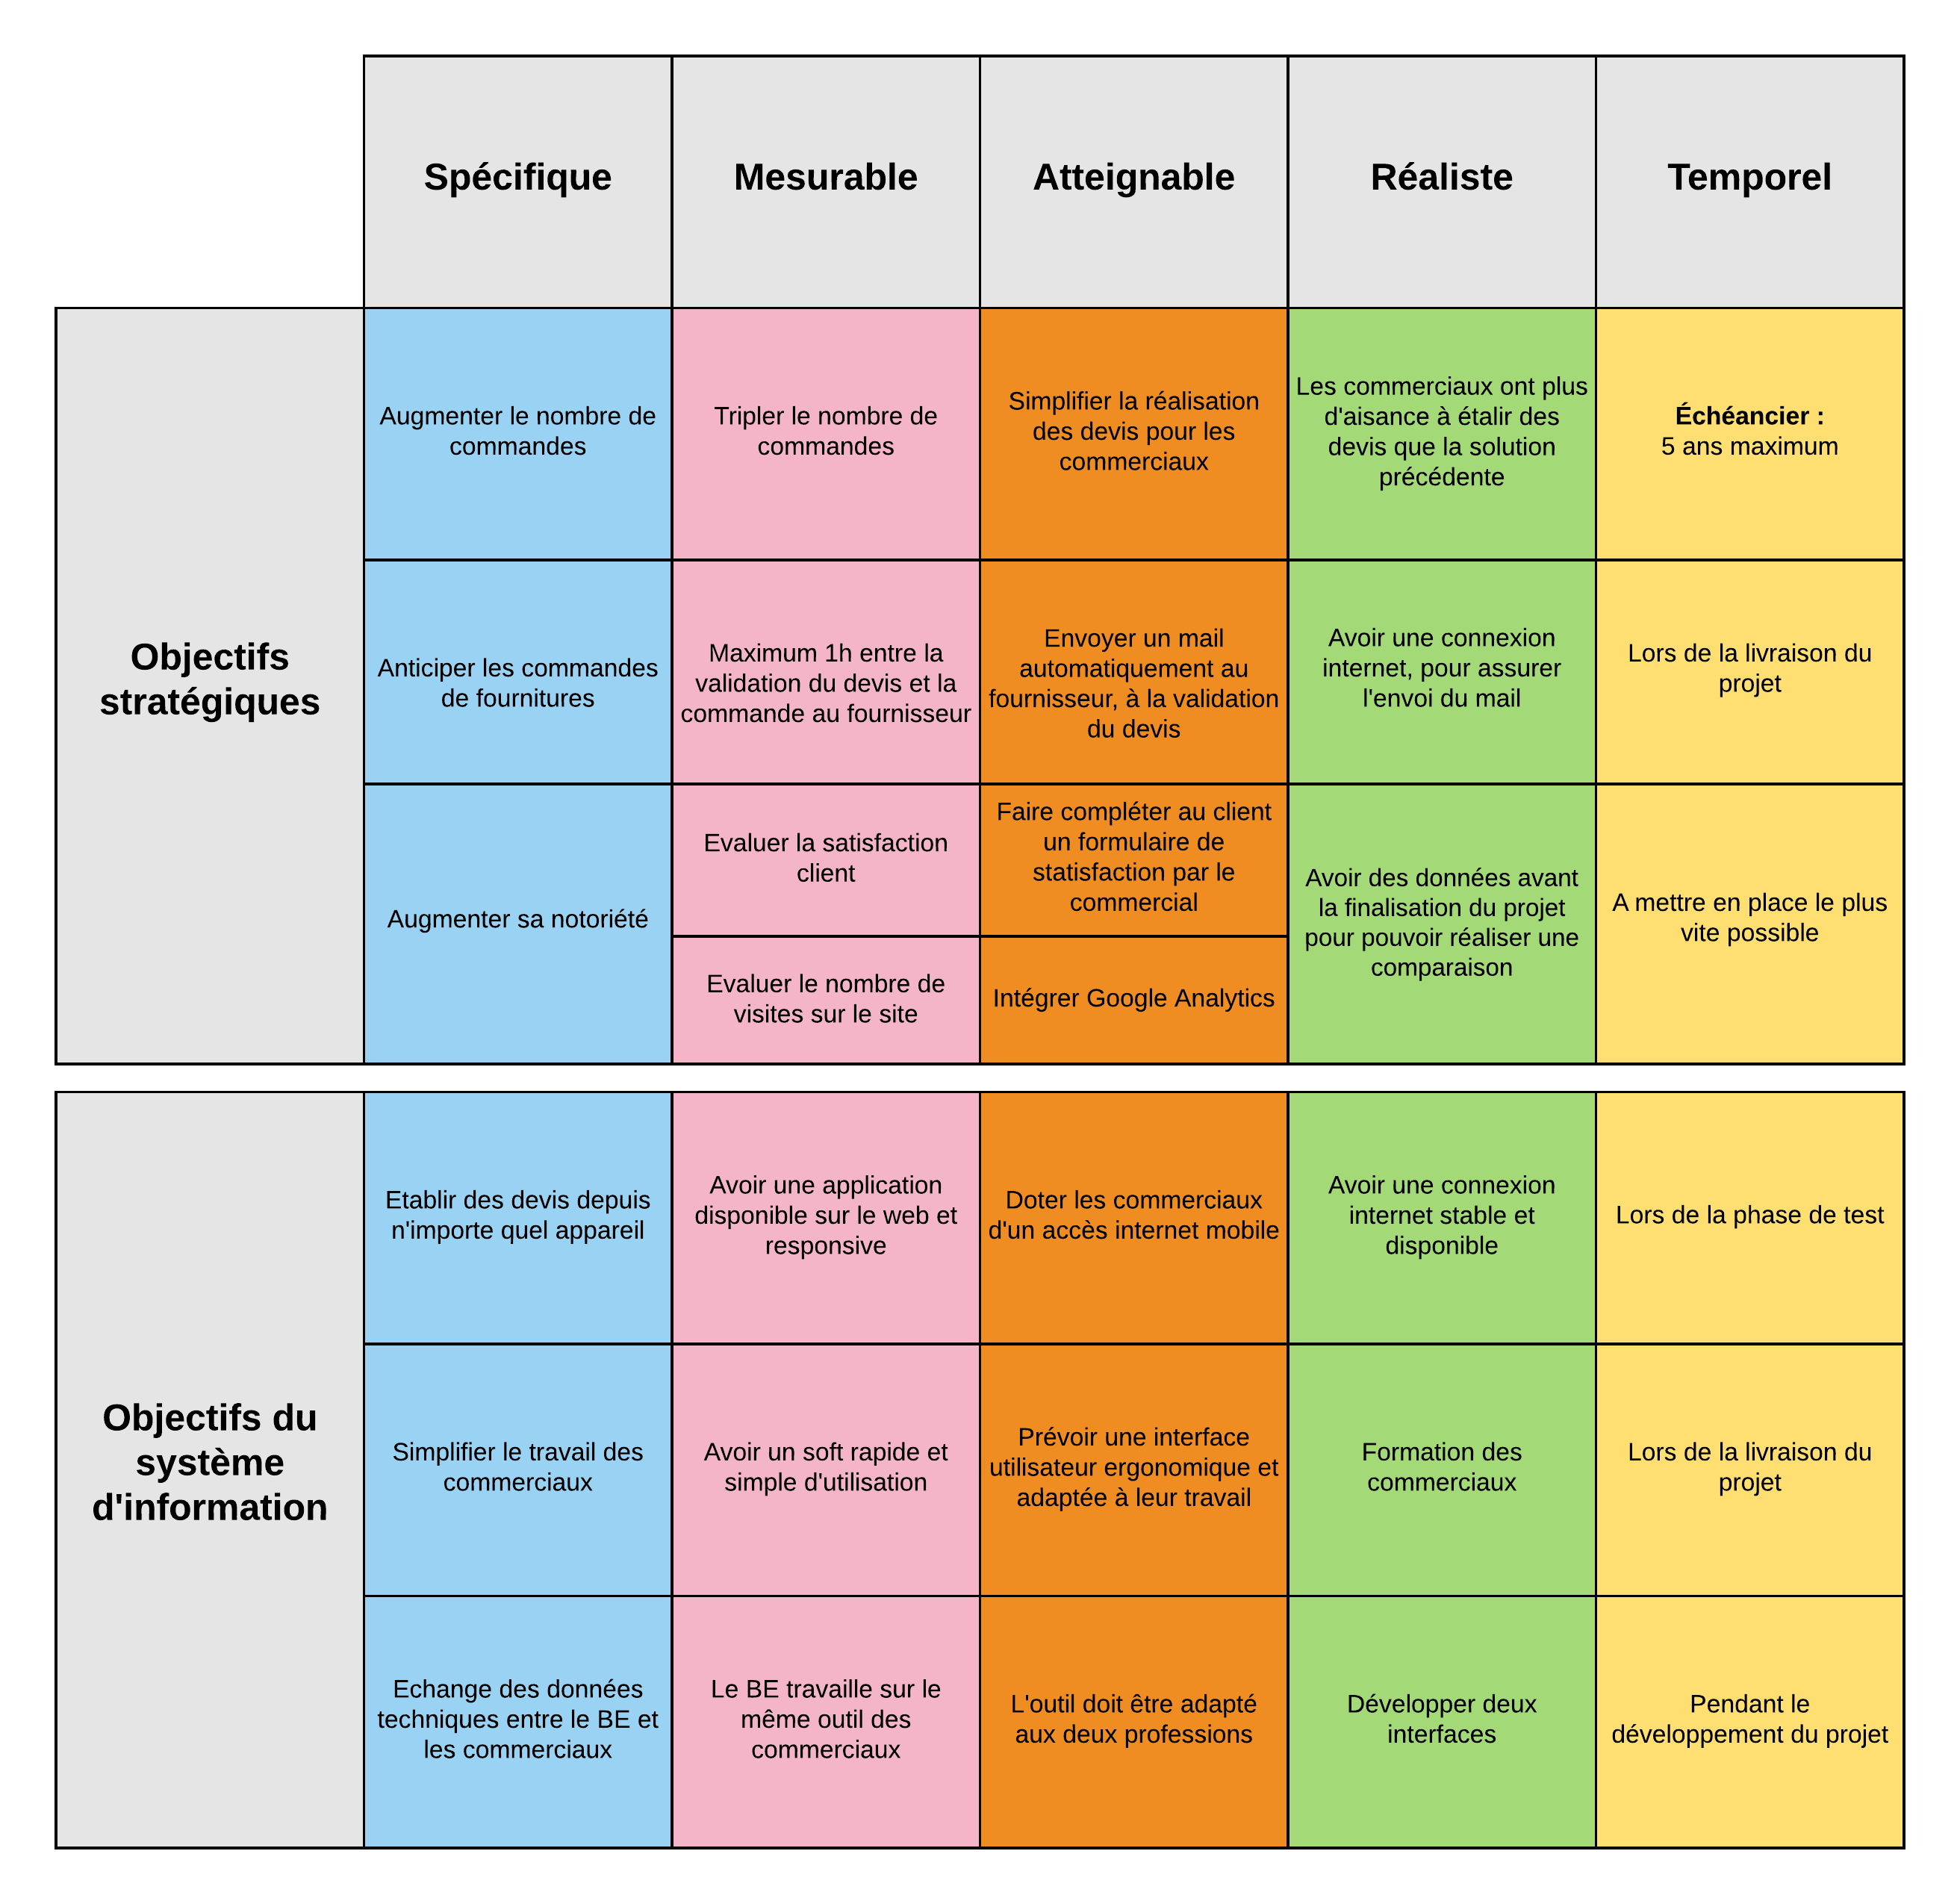 Spécifique
Mesurable
Atteignable
Réaliste
Temporel
Objectifs
stratégiques
Augmenter le nombre de
commandes
Tripler le nombre de
commandes
Simplifier la réalisation
des devis pour les
commerciaux
Les commerciaux ont plus
d'aisance à étalir des
devis que la solution
précédente
Échéancier :
5 ans maximum
Anticiper les commandes
de fournitures
Maximum 1h entre la
validation du devis et la
commande au fournisseur
Envoyer un mail
automatiquement au
fournisseur, à la validation
du devis
Avoir une connexion
internet, pour assurer
l'envoi du mail
Lors de la livraison du
projet
Augmenter sa notoriété
Evaluer la satisfaction
client
Faire compléter au client
un formulaire de
statisfaction par le
commercial
Evaluer le nombre de
visites sur le site
Intégrer Google Analytics
Avoir des données avant
la finalisation du projet
pour pouvoir réaliser une
comparaison
A mettre en place le plus
vite possible
Objectifs du
système
d'information
Etablir des devis depuis
n'importe quel appareil
Avoir une application
disponible sur le web et
responsive
Doter les commerciaux
d'un accès internet mobile
Avoir une connexion
internet stable et
disponible
Lors de la phase de test
Simplifier le travail des
commerciaux
Avoir un soft rapide et
simple d'utilisation
Prévoir une interface
utilisateur ergonomique et
adaptée à leur travail
Formation des
commerciaux
Lors de la livraison du
projet
Echange des données
techniques entre le BE et
les commerciaux
Le BE travaille sur le
même outil des
commerciaux
L'outil doit être adapté
aux deux professions
Développer deux
interfaces
Pendant le
développement du projet